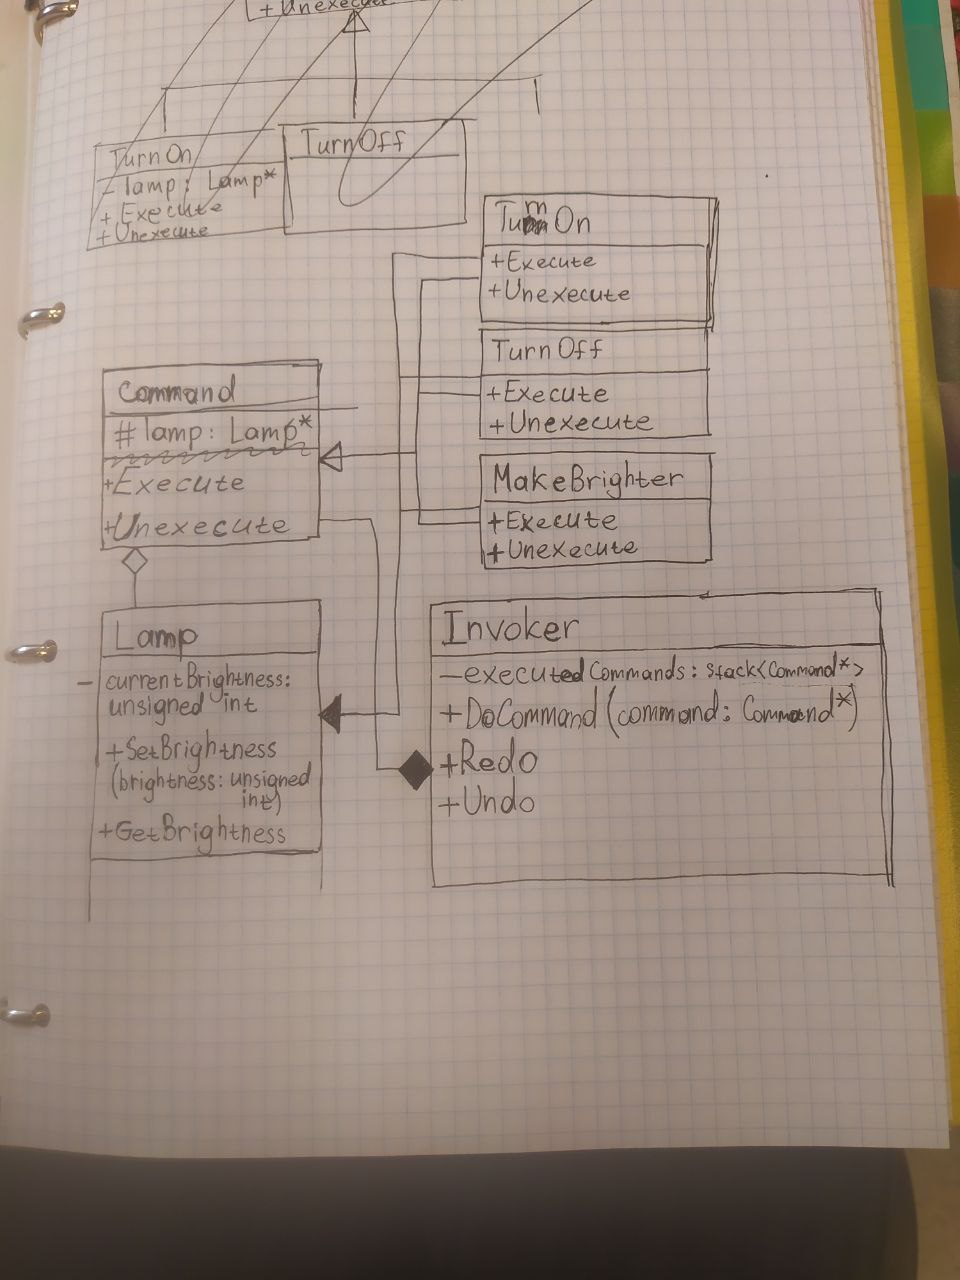 + Unexecute
TurnOn
- lamp: Lamp*
+ Execute
+ Unexecute
TurnOff
TurnOn
+Execute
+Unexecute
TurnOff
+Execute
+Unexecute
MakeBrighter
+Execute
+Unexecute
Command
# lamp: Lamp*
+Execute
+Unexecute
Lamp
- currentBrightness:
unsigned int
+SetBrightness
(brightness: unsigned
int)
+GetBrightness
Invoker
-executedCommands: stack<Command*>
+DoCommand (command: Command*)
+Redo
+Undo